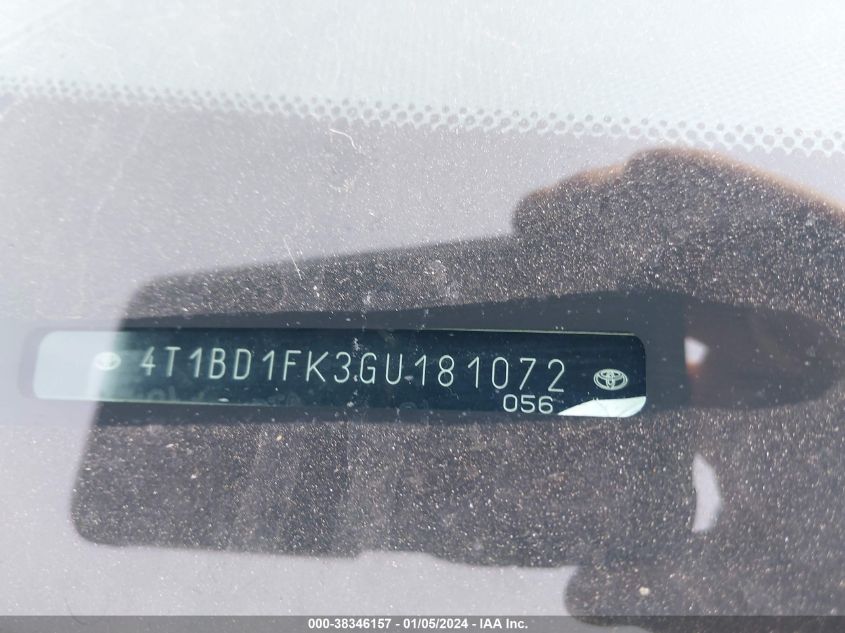 4T1BD1FK3GU181072
056
000-38346157 - 01/05/2024 - IAA Inc.